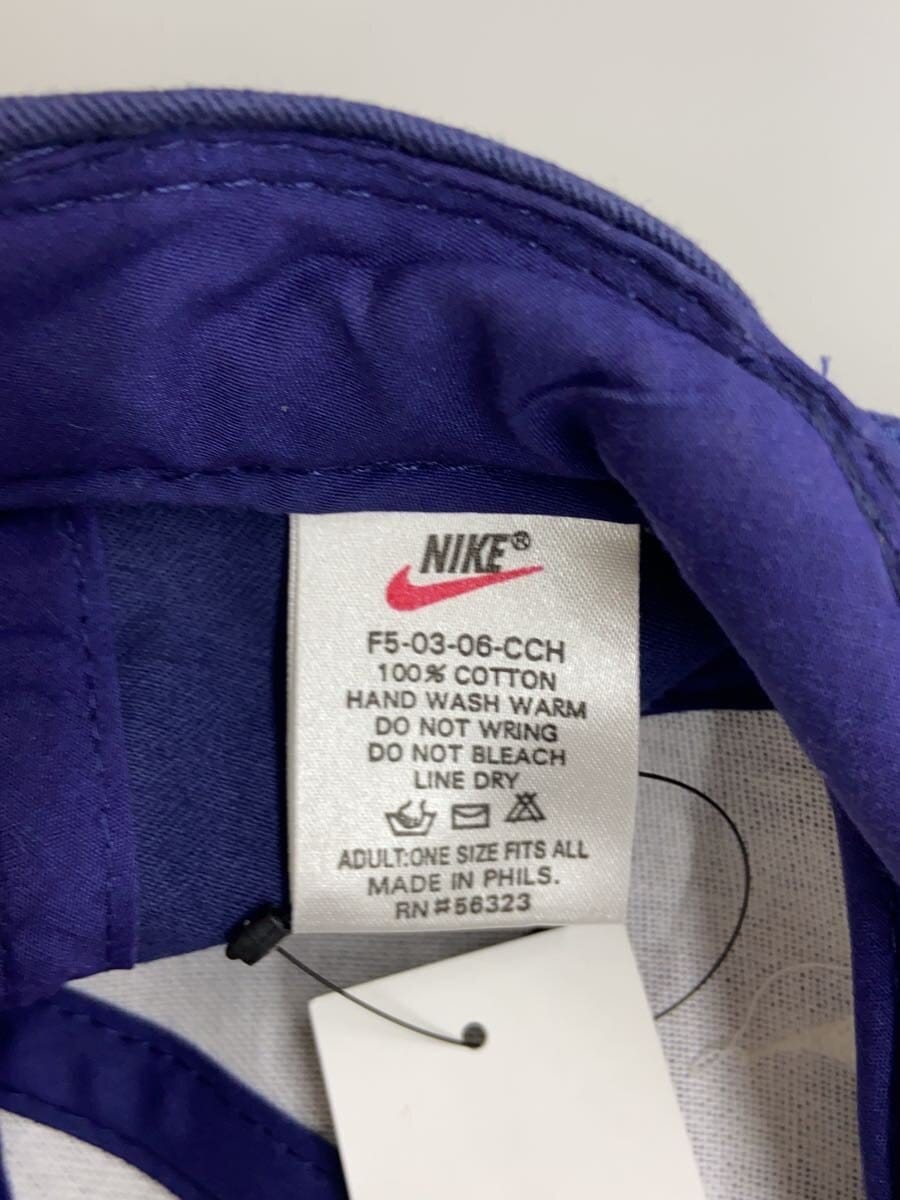 NIKE®
F5-03-06-CCH
100% COTTON
HAND WASH WARM
DO NOT WRING
DO NOT BLEACH
LINE DRY
ADULT:ONE SIZE FITS ALL
MADE IN PHILS.
RN#56323